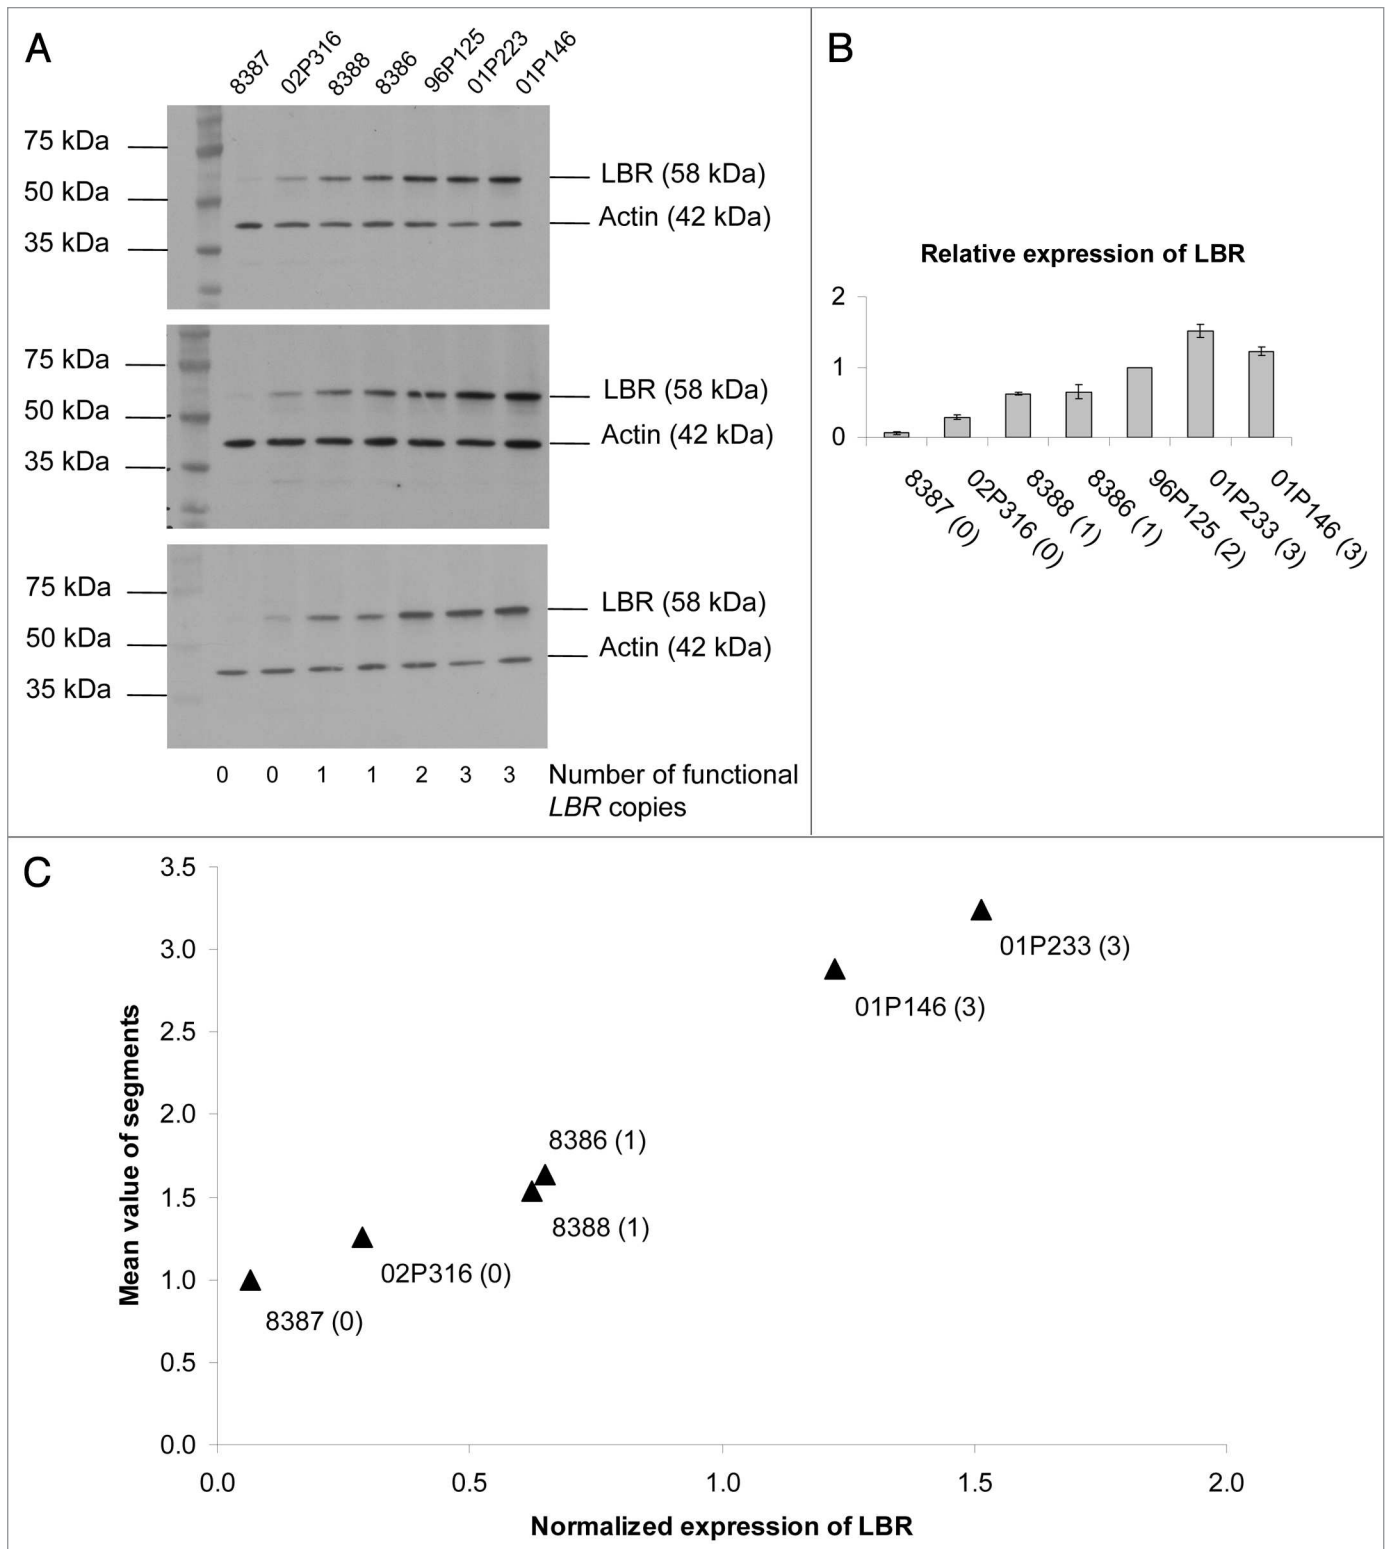 A
8387
02P316
8388
8386
96P125
01P223
01P146
75 kDa
50 kDa
35 kDa
LBR (58 kDa)
Actin (42 kDa)
75 kDa
50 kDa
35 kDa
LBR (58 kDa)
Actin (42 kDa)
75 kDa
50 kDa
35 kDa
LBR (58 kDa)
Actin (42 kDa)
0 0 1 1 2 3 3 Number of functional
LBR copies
B
Relative expression of LBR
2
1
0
8387 (0)
02P316 (0)
8388 (1)
8386 (1)
96P125 (2)
01P233 (3)
01P146 (3)
C
Mean value of segments
3.5
3.0
2.5
2.0
1.5
1.0
0.5
0.0
01P233 (3)
01P146 (3)
8386 (1)
8388 (1)
02P316 (0)
8387 (0)
0.0 0.5 1.0 1.5 2.0
Normalized expression of LBR